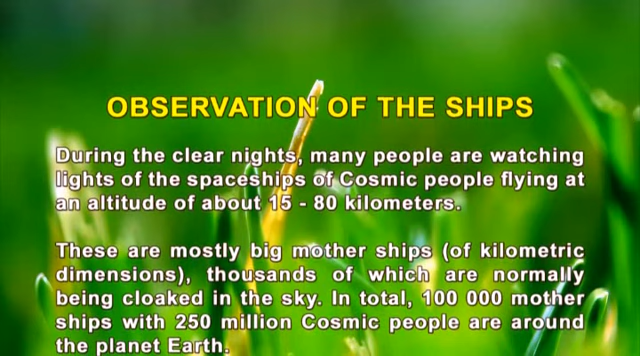 OBSERVATION OF THE SHIPS
During the clear nights, many people are watching
lights of the spaceships of Cosmic people flying at
an altitude of about 15 - 80 kilometers.
These are mostly big mother ships (of kilometric
dimensions), thousands of which are normally
being cloaked in the sky. In total, 100 000 mother
ships with 250 million Cosmic people are around
the planet Earth.